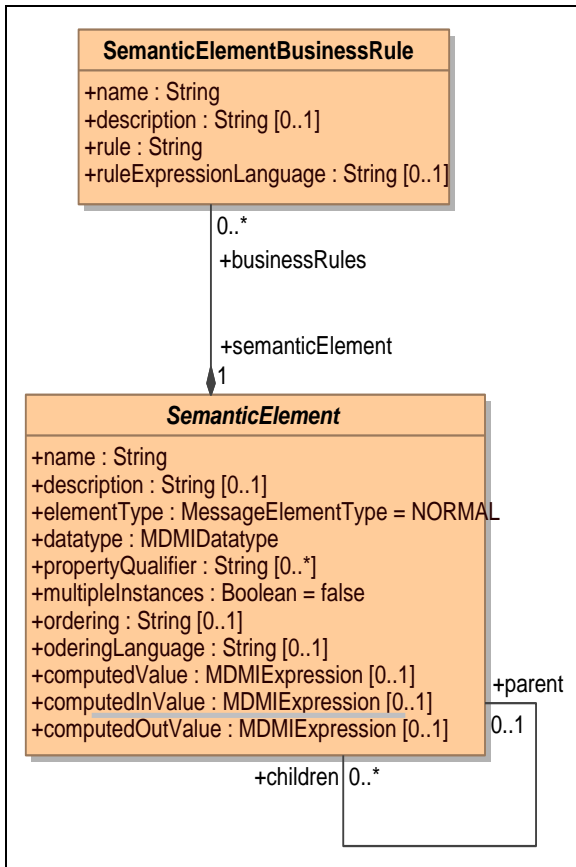 SemanticElementBusinessRule
+name : String
+description : String [0..1]
+rule : String
+ruleExpressionLanguage : String [0..1]
0..*
+businessRules
+semanticElement
1
SemanticElement
+name : String
+description : String [0..1]
+elementType : MessageElementType = NORMAL
+datatype : MDMIDatatype
+propertyQualifier : String [0..*]
+multipleInstances : Boolean = false
+ordering : String [0..1]
+oderingLanguage : String [0..1]
+computedValue : MDMIExpression [0..1]
+computedInValue : MDMIExpression [0..1]
+computedOutValue : MDMIExpression [0..1]
+parent
0..1
+children 0..*